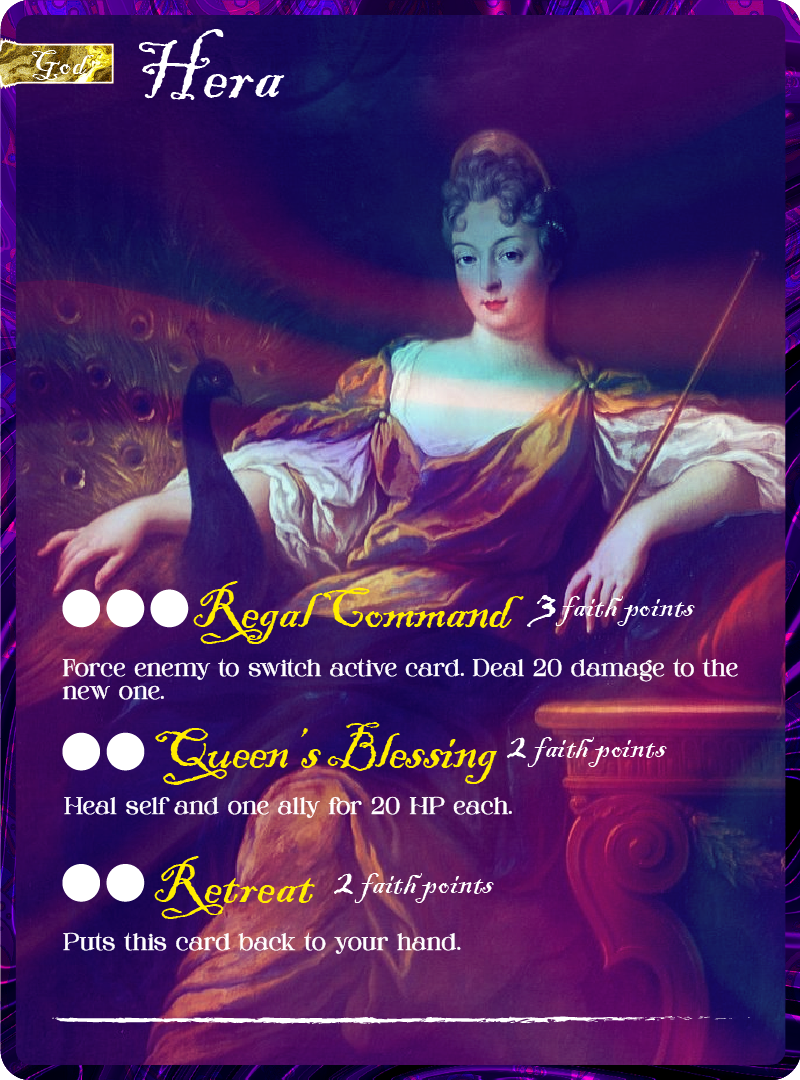 Gods
Hera
Regal Command 3 faith points
Force enemy to switch active card. Deal 20 damage to the
new one.
Queen's Blessing 2 faith points
Heal self and one ally for 20 HP each.
Retreat 2 faith points
Puts this card back to your hand.